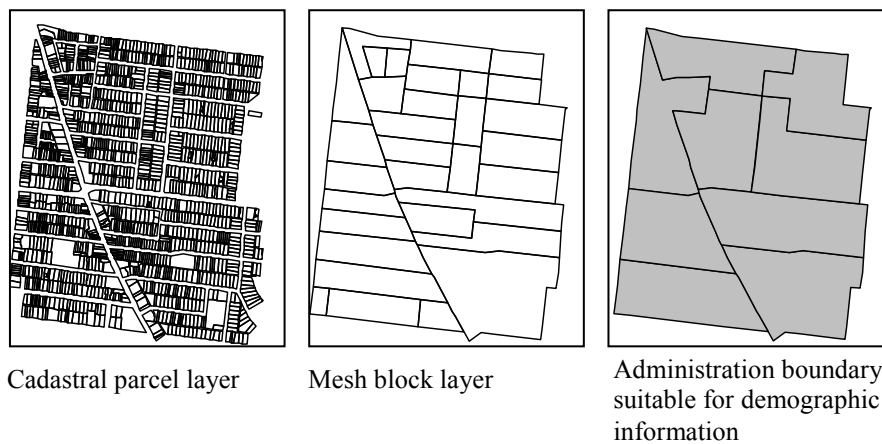 Cadastral parcel layer
Mesh block layer
Administration boundary
suitable for demographic
information